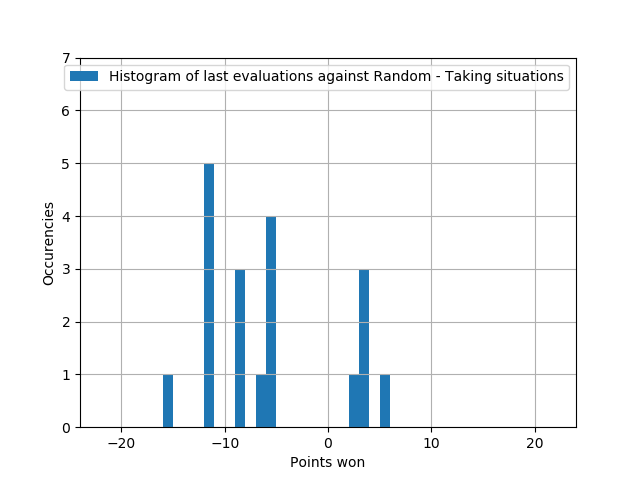 Histogram of last evaluations against Random - Taking situations
7
6
5
4
3
2
1
0
Occurencies
−20 −10 0 10 20
Points won